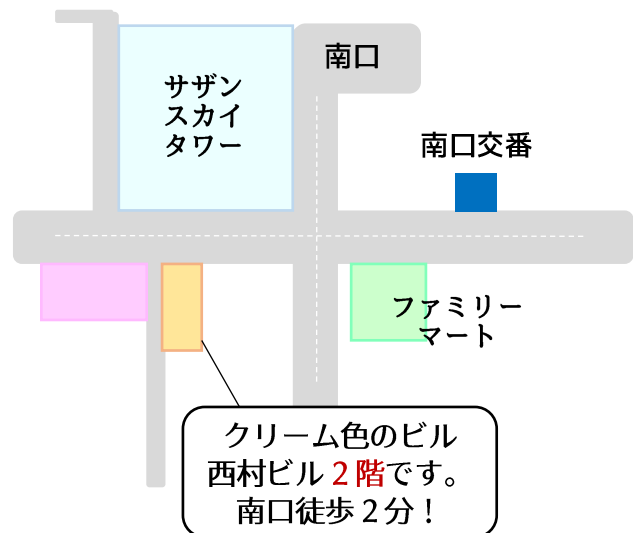 南口
サザン
スカイ
タワー
南口交番
ファミリー
マート
クリーム色のビル
西村ビル2階です。
南口徒歩2分！